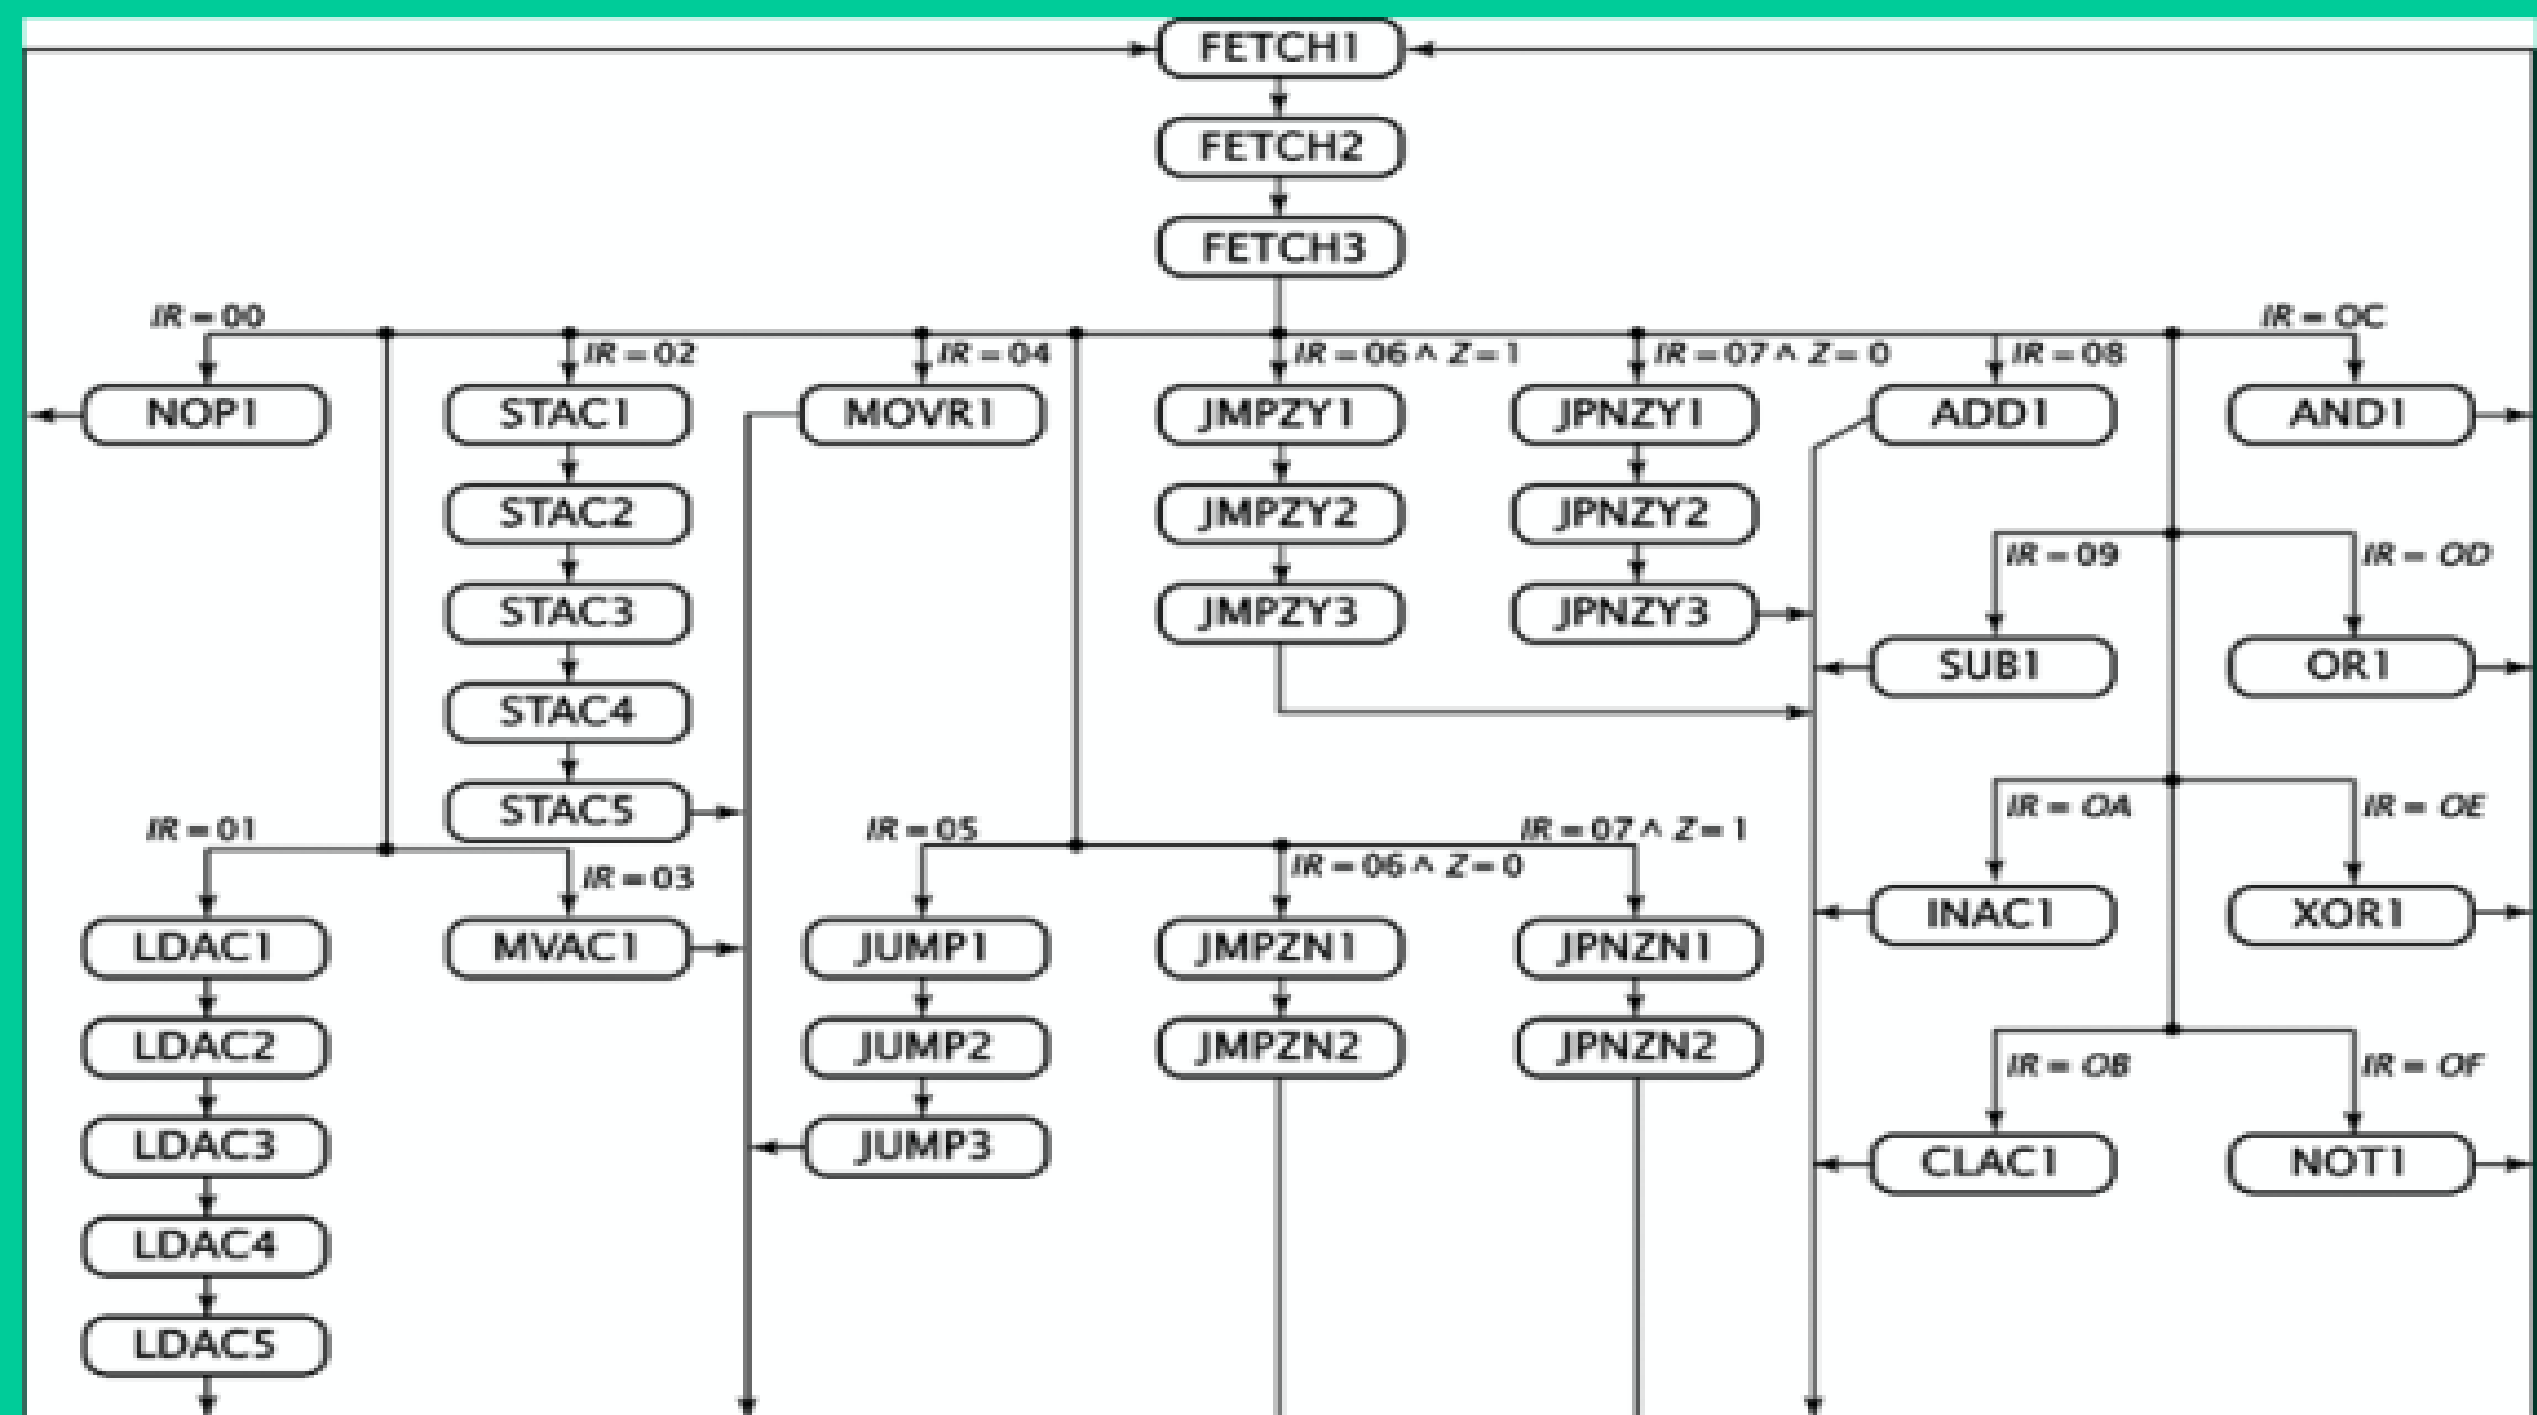 FETCH1
FETCH2
FETCH3
IR = 00
IR = 0C
IR = 02
IR = 04
IR = 06 ^ Z = 1
IR = 07 ^ Z = 0
IR = 08
NOP1
STAC1
MOVR1
JMPZY1
JPNZY1
ADD1
AND1
STAC2
JMPZY2
JPNZY2
IR = 09
IR = 0D
STAC3
JMPZY3
JPNZY3
SUB1
OR1
STAC4
STAC5
IR = 0A
IR = 0E
IR = 01
IR = 05
IR = 07 ^ Z = 1
IR = 03
IR = 06 ^ Z = 0
INAC1
XOR1
LDAC1
MVAC1
JUMP1
JMPZN1
JPNZN1
LDAC2
JUMP2
JMPZN2
JPNZN2
IR = 0B
IR = 0F
LDAC3
JUMP3
CLAC1
NOT1
LDAC4
LDAC5